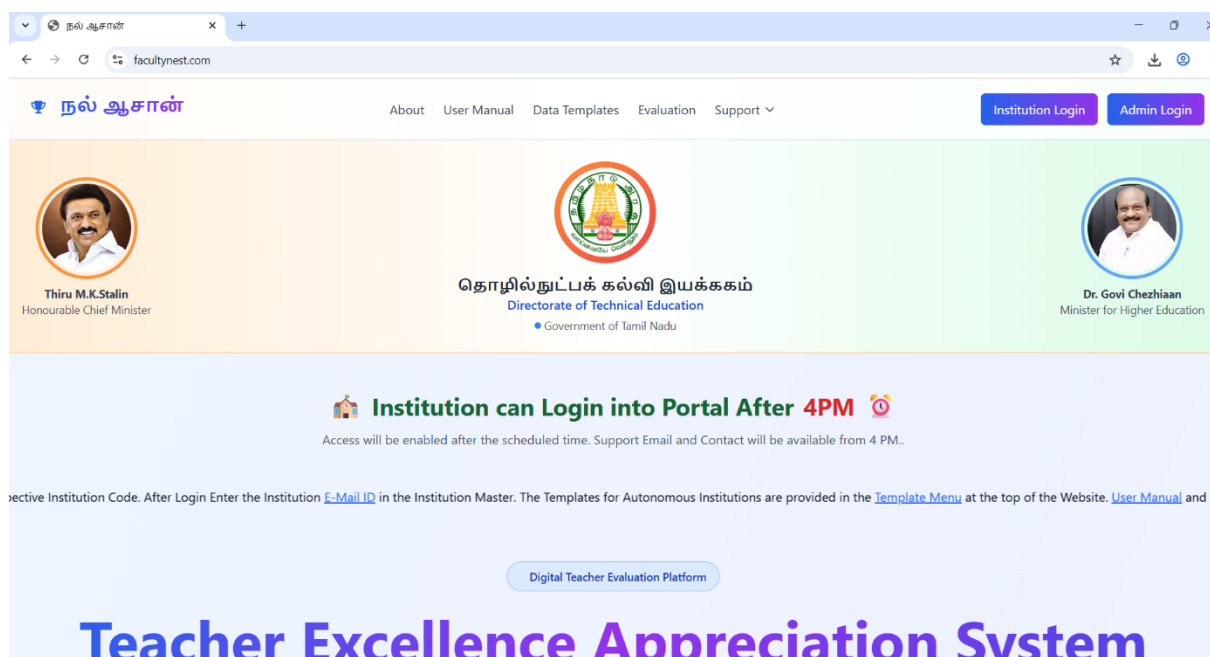 நல் ஆசான்
facultynest.com
நல் ஆசான்
About User Manual Data Templates Evaluation Support
Institution Login Admin Login
தொழில்நுட்பக் கல்வி இயக்ககம்
Directorate of Technical Education
Government of Tamil Nadu
Thiru M.K.Stalin
Honourable Chief Minister
Dr. Govi Chezhiaan
Minister for Higher Education
Institution can Login into Portal After 4PM
Access will be enabled after the scheduled time. Support Email and Contact will be available from 4 PM..
Institution Code. After Login Enter the Institution E-Mail ID in the Institution Master. The Templates for Autonomous Institutions are provided in the Template Menu at the top of the Website. User Manual and
Digital Teacher Evaluation Platform
Teacher Excellence Appreciation System